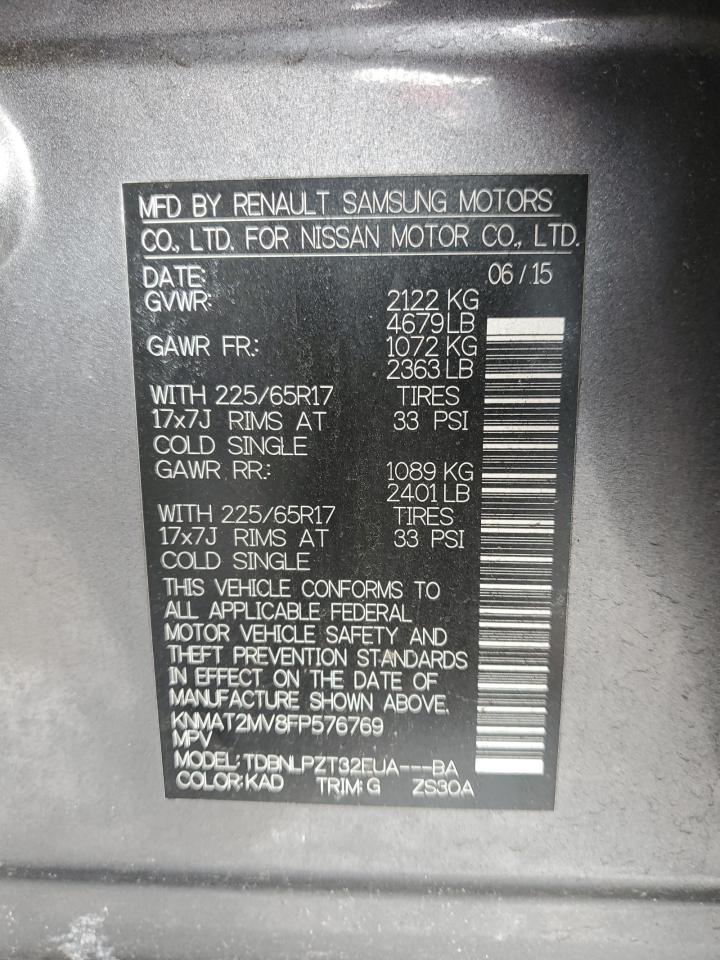 MFD BY RENAULT SAMSUNG MOTORS
CO., LTD. FOR NISSAN MOTOR CO., LTD.
DATE: 06/15
GVWR: 2122 KG
4679 LB
GAWR FR.: 1072 KG
2363 LB
WITH 225/65R17 TIRES
17x7J RIMS AT 33 PSI
COLD SINGLE
GAWR RR.: 1089 KG
2401 LB
WITH 225/65R17 TIRES
17x7J RIMS AT 33 PSI
COLD SINGLE
THIS VEHICLE CONFORMS TO
ALL APPLICABLE FEDERAL
MOTOR VEHICLE SAFETY AND
THEFT PREVENTION STANDARDS
IN EFFECT ON THE DATE OF
MANUFACTURE SHOWN ABOVE.
KNMAT2MV8FP576769
MPV
MODEL: TDBNLPZT32EUA---BA
COLOR: KAD TRIM: G ZS30A